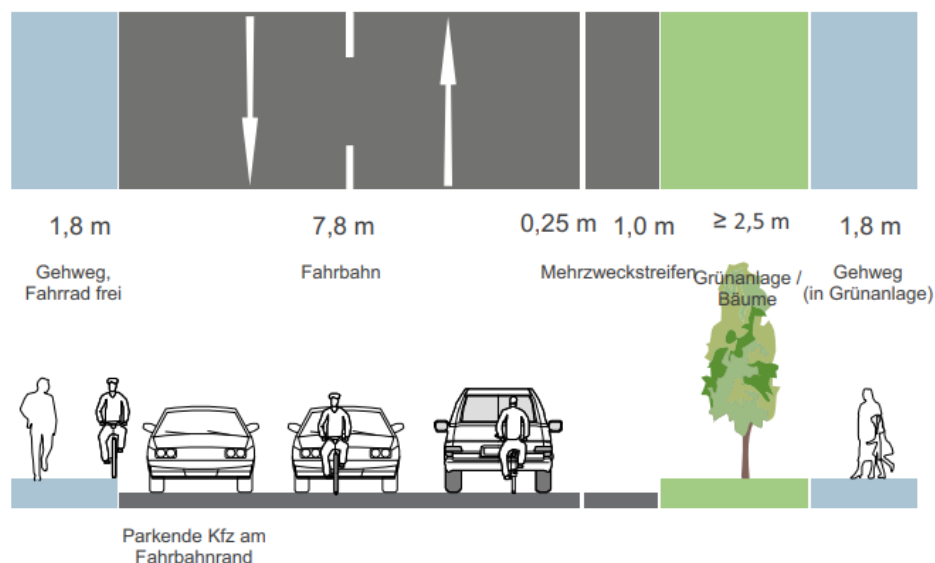 1,8 m
7,8 m
0,25 m
1,0 m
≥ 2,5 m
1,8 m
Gehweg,
Fahrrad frei
Fahrbahn
Mehrzweckstreifen
Grünanlage /
Bäume
Gehweg
(in Grünanlage)
Parkende Kfz am
Fahrbahnrand